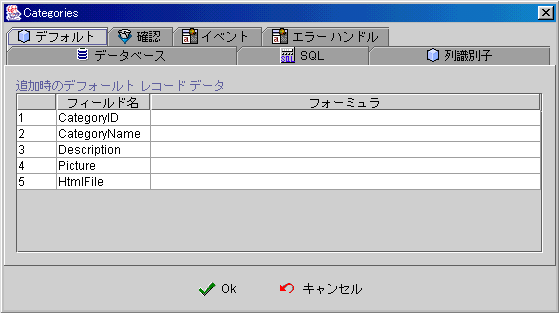 Categories
デフォルト 確認 イベント エラー ハンドル
データベース SQL 列識別子
追加時のデフォールト レコード データ
フィールド名 フォーミュラ
1 CategoryID
2 CategoryName
3 Description
4 Picture
5 HtmlFile
Ok キャンセル